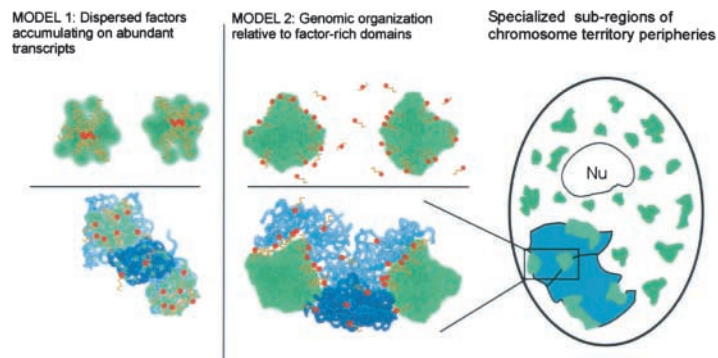 MODEL 1: Dispersed factors
accumulating on abundant
transcripts
MODEL 2: Genomic organization
relative to factor-rich domains
Specialized sub-regions of
chromosome territory peripheries
Nu